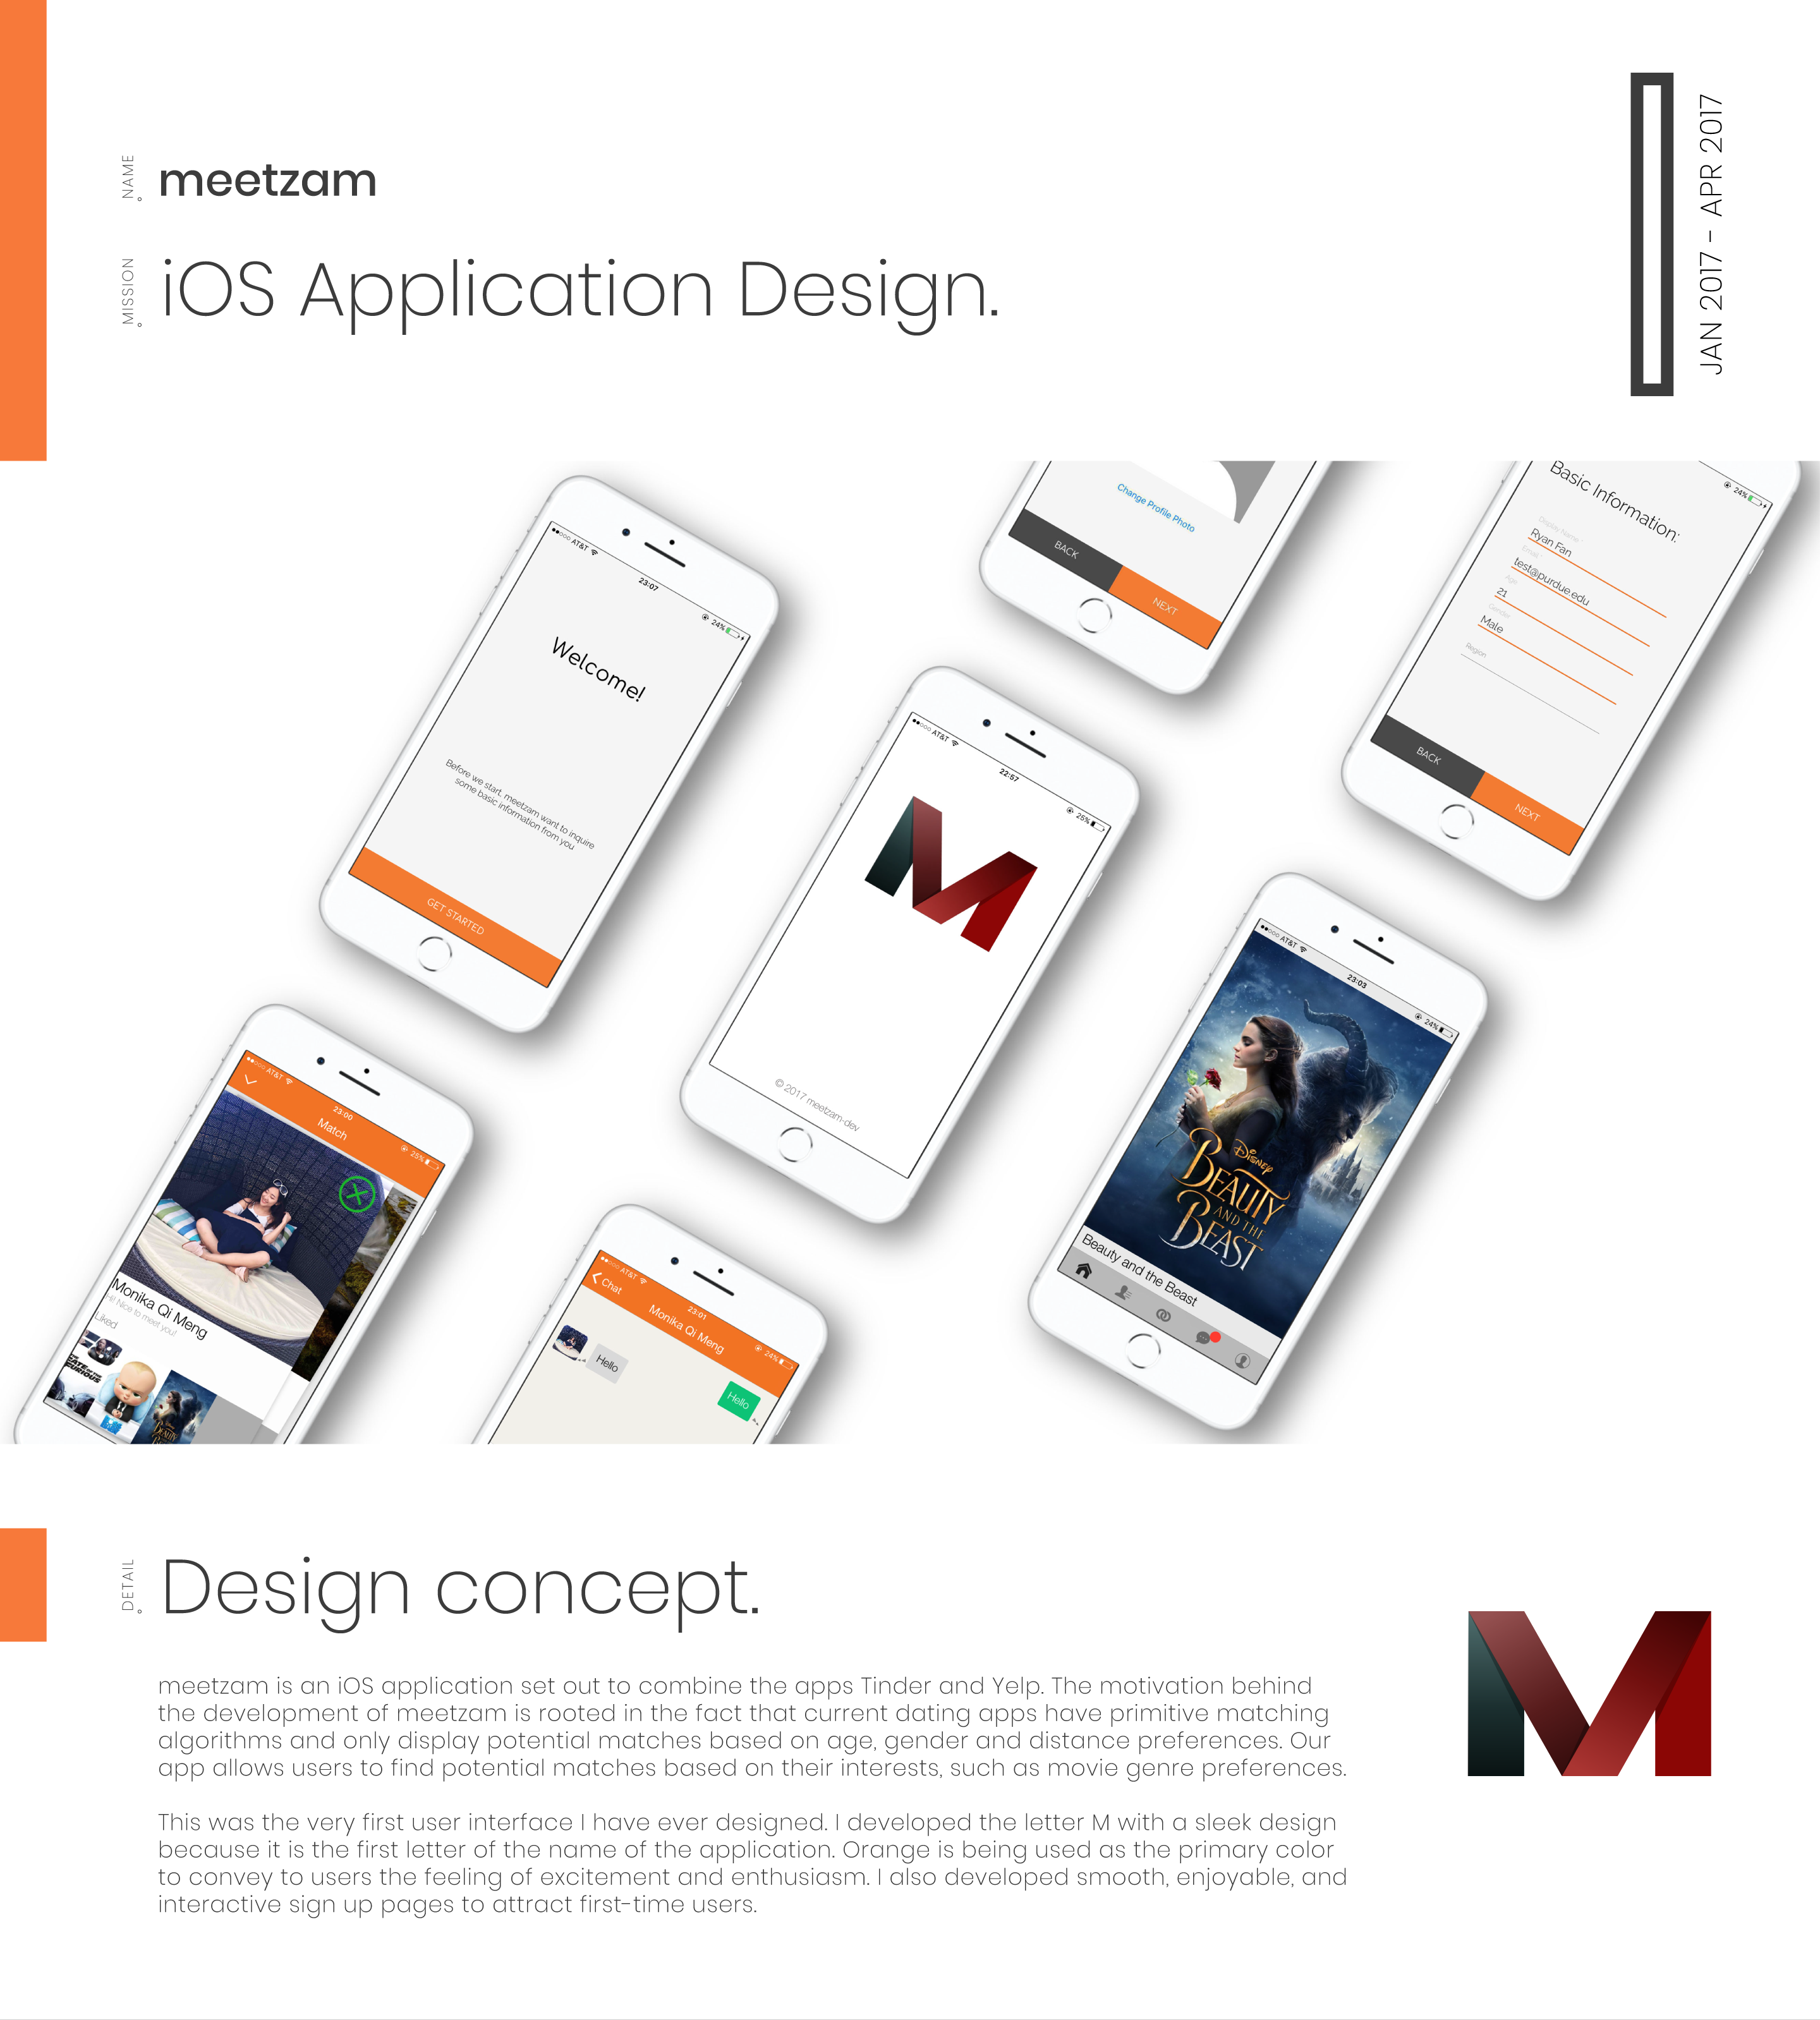 NAME
meetzam
MISSION
iOS Application Design.
JAN 2017 - APR 2017
AT&T
23:07
24%
Welcome!
Before we start, meetzam want to inquire
some basic information from you
GET STARTED
Change Profile Photo
BACK
NEXT
24%
Basic Information:
Display Name
Ryan Fan
Email
test@purdue.edu
Age
21
Gender
Male
Region
BACK
NEXT
AT&T
22:57
25%
© 2017 meetzam-dev
AT&T
23:03
24%
Disney
BEAUTY
AND THE
BEAST
Beauty and the Beast
AT&T
23:00
25%
Match
Monika Qi Meng
Hi! Nice to meet you!
Liked
AT&T
23:01
24%
Chat
Monika Qi Meng
Hello
Hello
DETAIL
Design concept.
meetzam is an iOS application set out to combine the apps Tinder and Yelp. The motivation behind
the development of meetzam is rooted in the fact that current dating apps have primitive matching
algorithms and only display potential matches based on age, gender and distance preferences. Our
app allows users to find potential matches based on their interests, such as movie genre preferences.
This was the very first user interface I have ever designed. I developed the letter M with a sleek design
because it is the first letter of the name of the application. Orange is being used as the primary color
to convey to users the feeling of excitement and enthusiasm. I also developed smooth, enjoyable, and
interactive sign up pages to attract first-time users.